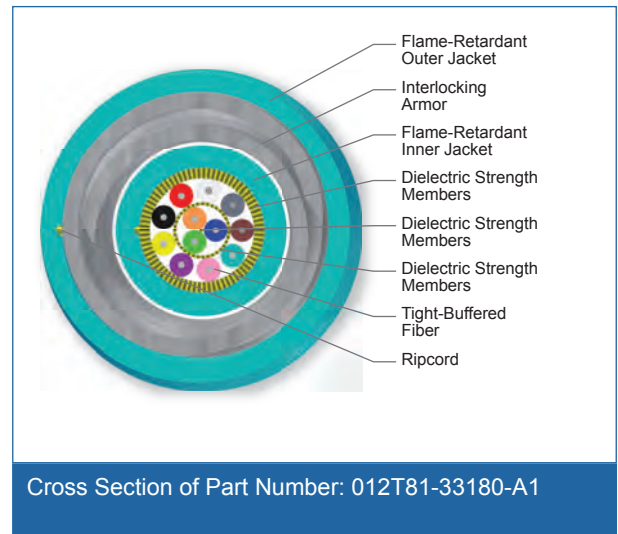 Flame-Retardant
Outer Jacket
Interlocking
Armor
Flame-Retardant
Inner Jacket
Dielectric Strength
Members
Dielectric Strength
Members
Dielectric Strength
Members
Tight-Buffered
Fiber
Ripcord
Cross Section of Part Number: 012T81-33180-A1